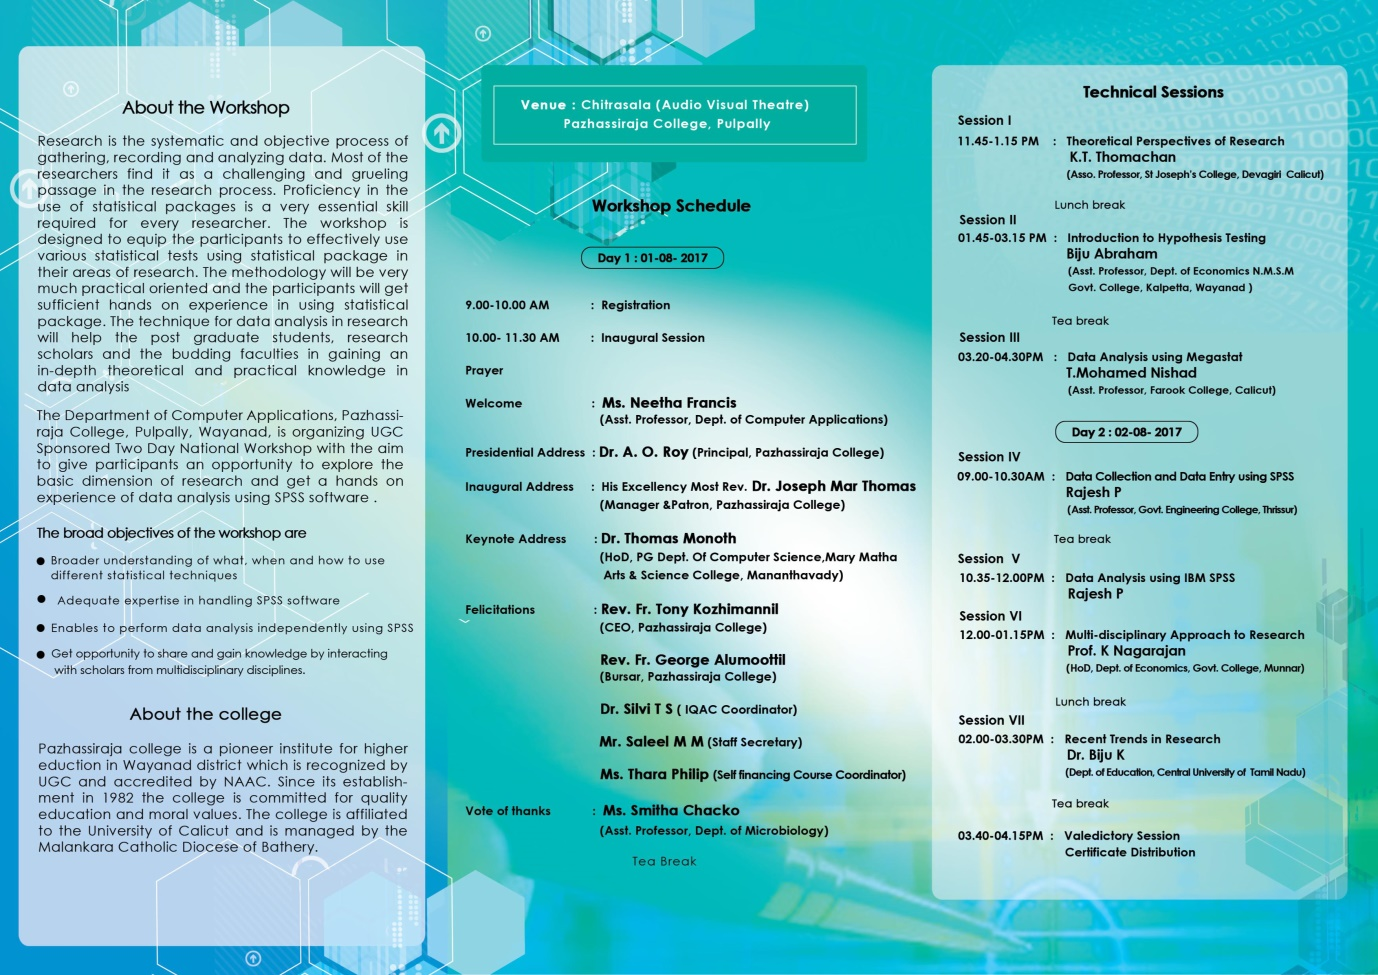 About the Workshop
Research is the systematic and objective process of
gathering, recording and analyzing data. Most of the
researchers find it as a challenging and grueling
passage in the research process. Proficiency in the
use of statistical packages is a very essential skill
required for every researcher. The workshop is
designed to equip the participants to effectively use
various statistical tests using statistical package in
their areas of research. The methodology will be very
much practical oriented and the participants will get
sufficient hands on experience in using statistical
package. The technique for data analysis in research
will help the post graduate students, research
scholars and the budding faculties in gaining an
in-depth theoretical and practical knowledge in
data analysis
The Department of Computer Applications, Pazhassi-
raja College, Pulpally, Wayanad, is organizing UGC
Sponsored Two Day National Workshop with the aim
to give participants an opportunity to explore the
basic dimension of research and get a hands on
experience of data analysis using SPSS software .
The broad objectives of the workshop are
● Broader understanding of what, when and how to use
different statistical techniques
● Adequate expertise in handling SPSS software
● Enables to perform data analysis independently using SPSS
● Get opportunity to share and gain knowledge by interacting
with scholars from multidisciplinary disciplines.
About the college
Pazhassiraja college is a pioneer institute for higher
eduction in Wayanad district which is recognized by
UGC and accredited by NAAC. Since its establish-
ment in 1982 the college is committed for quality
education and moral values. The college is affiliated
to the University of Calicut and is managed by the
Malankara Catholic Diocese of Bathery.
Venue : Chitrasala (Audio Visual Theatre)
Pazhassiraja College, Pulpally
Workshop Schedule
Day 1 : 01-08- 2017
9.00-10.00 AM : Registration
10.00- 11.30 AM : Inaugural Session
Prayer
Welcome : Ms. Neetha Francis
(Asst. Professor, Dept. of Computer Applications)
Presidential Address : Dr. A. O. Roy (Principal, Pazhassiraja College)
Inaugural Address : His Excellency Most Rev. Dr. Joseph Mar Thomas
(Manager &Patron, Pazhassiraja College)
Keynote Address : Dr. Thomas Monoth
(HoD, PG Dept. Of Computer Science,Mary Matha
Arts & Science College, Mananthavady)
Felicitations : Rev. Fr. Tony Kozhimannil
(CEO, Pazhassiraja College)
Rev. Fr. George Alumoottil
(Bursar, Pazhassiraja College)
Dr. Silvi T S ( IQAC Coordinator)
Mr. Saleel M M (Staff Secretary)
Ms. Thara Philip (Self financing Course Coordinator)
Vote of thanks : Ms. Smitha Chacko
(Asst. Professor, Dept. of Microbiology)
Tea Break
Technical Sessions
Session I
11.45-1.15 PM : Theoretical Perspectives of Research
K.T. Thomachan
(Asso. Professor, St Joseph's College, Devagiri Calicut)
Lunch break
Session II
01.45-03.15 PM : Introduction to Hypothesis Testing
Biju Abraham
(Asst. Professor, Dept. of Economics N.M.S.M
Govt. College, Kalpetta, Wayanad )
Tea break
Session III
03.20-04.30PM : Data Analysis using Megastat
T.Mohamed Nishad
(Asst. Professor, Farook College, Calicut)
Day 2 : 02-08- 2017
Session IV
09.00-10.30AM : Data Collection and Data Entry using SPSS
Rajesh P
(Asst. Professor, Govt. Engineering College, Thrissur)
Tea break
Session V
10.35-12.00PM : Data Analysis using IBM SPSS
Rajesh P
Session VI
12.00-01.15PM : Multi-disciplinary Approach to Research
Prof. K Nagarajan
(HoD, Dept. of Economics, Govt. College, Munnar)
Lunch break
Session VII
02.00-03.30PM : Recent Trends in Research
Dr. Biju K
(Dept. of Education, Central University of Tamil Nadu)
Tea break
03.40-04.15PM : Valedictory Session
Certificate Distribution